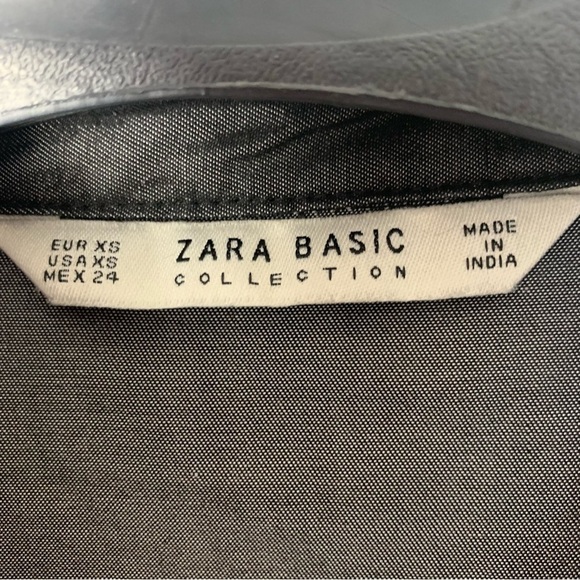 EUR XS
USA XS
MEX 24
ZARA BASIC
COLLECTION
MADE
IN
INDIA